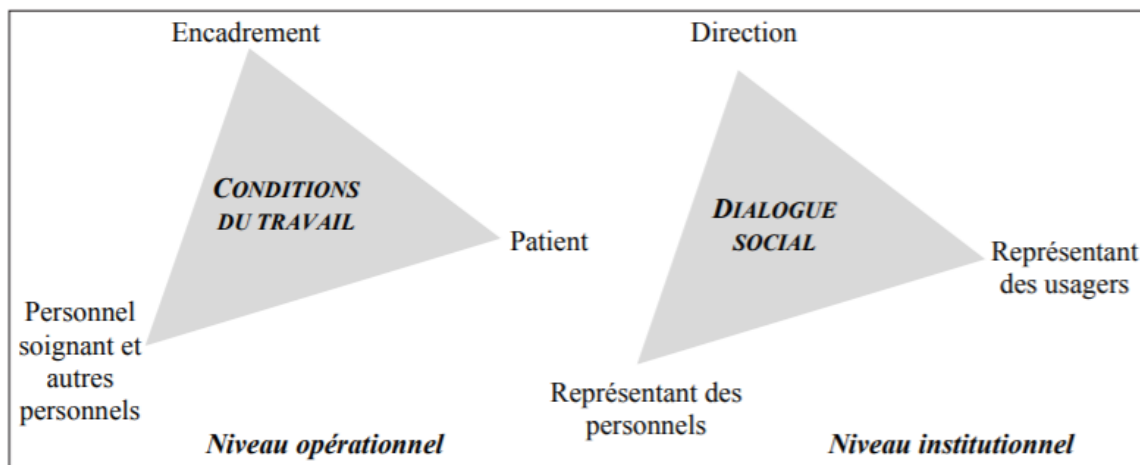 Encadrement
CONDITIONS
DU TRAVAIL
Patient
Personnel
soignant et
autres
personnels
Niveau opérationnel
Direction
DIALOGUE
SOCIAL
Représentant
des usagers
Représentant des
personnels
Niveau institutionnel